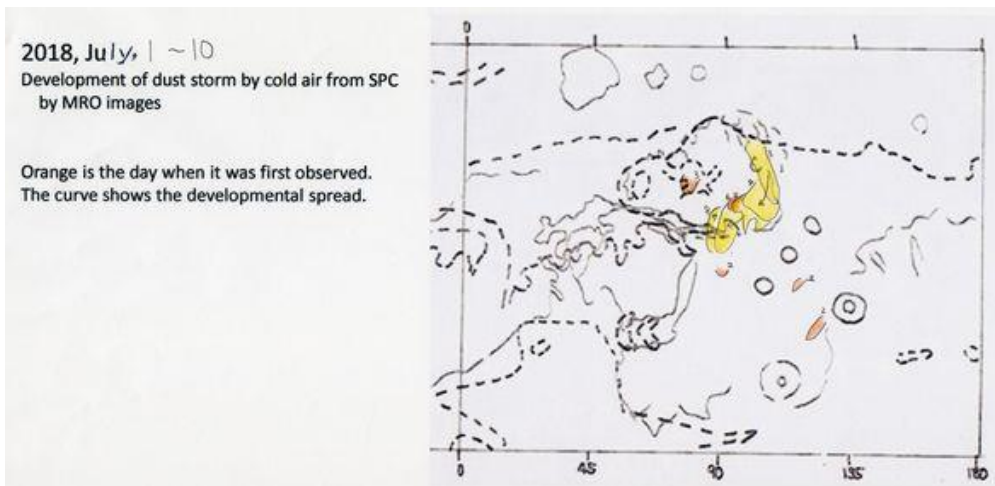 2018, July, 1 ~10
Development of dust storm by cold air from SPC
by MRO images
Orange is the day when it was first observed.
The curve shows the developmental spread.
0
0 45 90 135 180